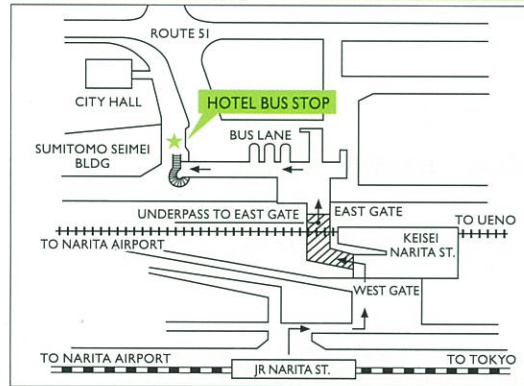 ROUTE 51
CITY HALL
HOTEL BUS STOP
BUS LANE
SUMITOMO SEIMEI
BLDG
UNDERPASS TO EAST GATE
EAST GATE
TO UENO
TO NARITA AIRPORT
KEISEI
NARITA ST.
WEST GATE
TO NARITA AIRPORT
TO TOKYO
JR NARITA ST.